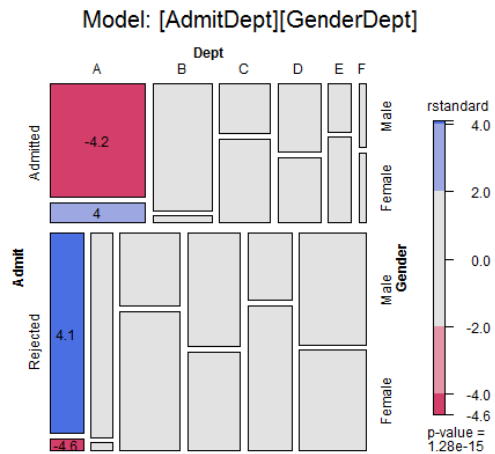 Model: [AdmitDept][GenderDept]
Dept
A B C D E F
rstandard
Admit
Admitted
Rejected
-4.2
4
4.1
-4.6
Male
Female
Male
Female
Gender
4.0
2.0
0.0
-2.0
-4.0
-4.6
p-value =
1.28e-15